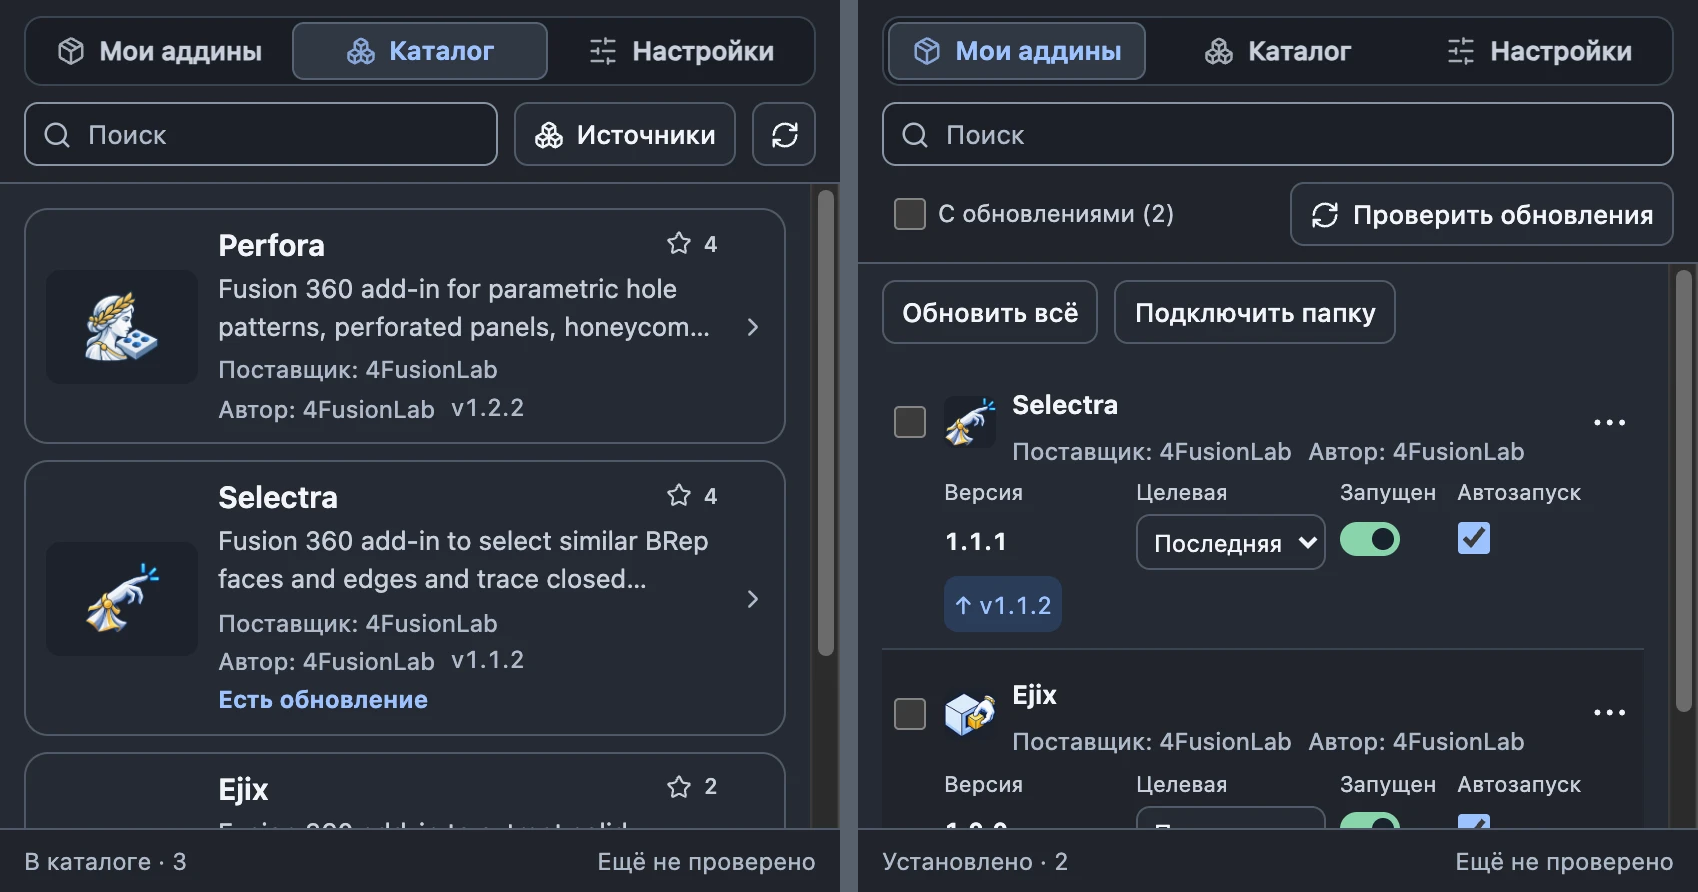 Мои аддины
Каталог
Настройки
Поиск
Источники
Perfora
4
Fusion 360 add-in for parametric hole
patterns, perforated panels, honeycom...
Поставщик: 4FusionLab
Автор: 4FusionLab v1.2.2
Selectra
4
Fusion 360 add-in to select similar BRep
faces and edges and trace closed...
Поставщик: 4FusionLab
Автор: 4FusionLab v1.1.2
Есть обновление
Ejix
2
В каталоге · 3
Ещё не проверено
Мои аддины
Каталог
Настройки
Поиск
С обновлениями (2)
Проверить обновления
Обновить всё
Подключить папку
Selectra
Поставщик: 4FusionLab Автор: 4FusionLab
Версия Целевая Запущен Автозапуск
1.1.1
Последняя
↑ v1.1.2
Ejix
Поставщик: 4FusionLab Автор: 4FusionLab
Версия Целевая Запущен Автозапуск
Установлено · 2
Ещё не проверено